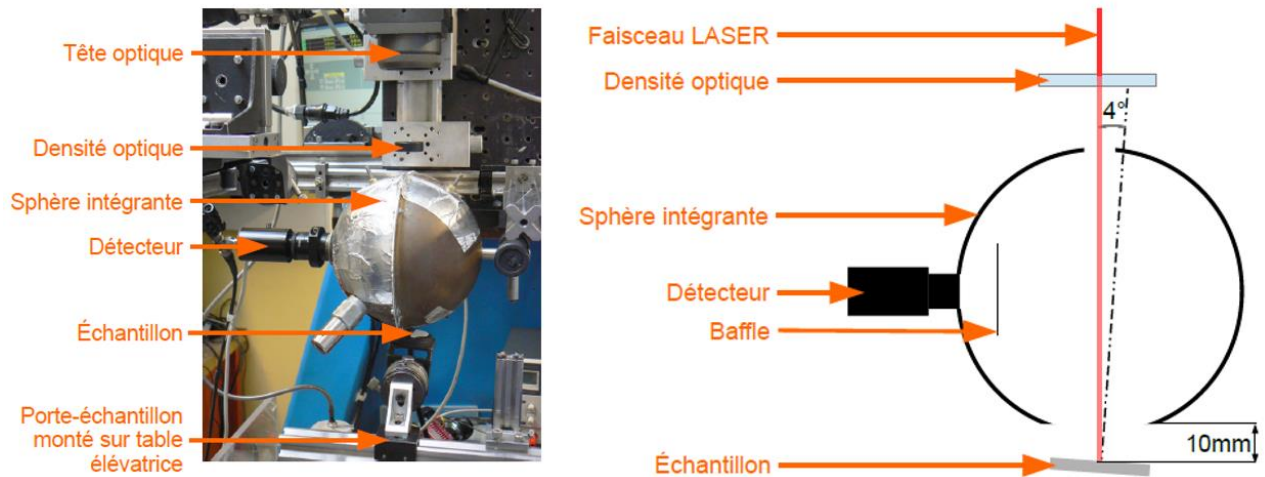 Tête optique
Densité optique
Sphère intégrante
Détecteur
Échantillon
Porte-échantillon
monté sur table
élévatrice
Faisceau LASER
Densité optique
4°
Sphère intégrante
Détecteur
Baffle
10mm
Échantillon